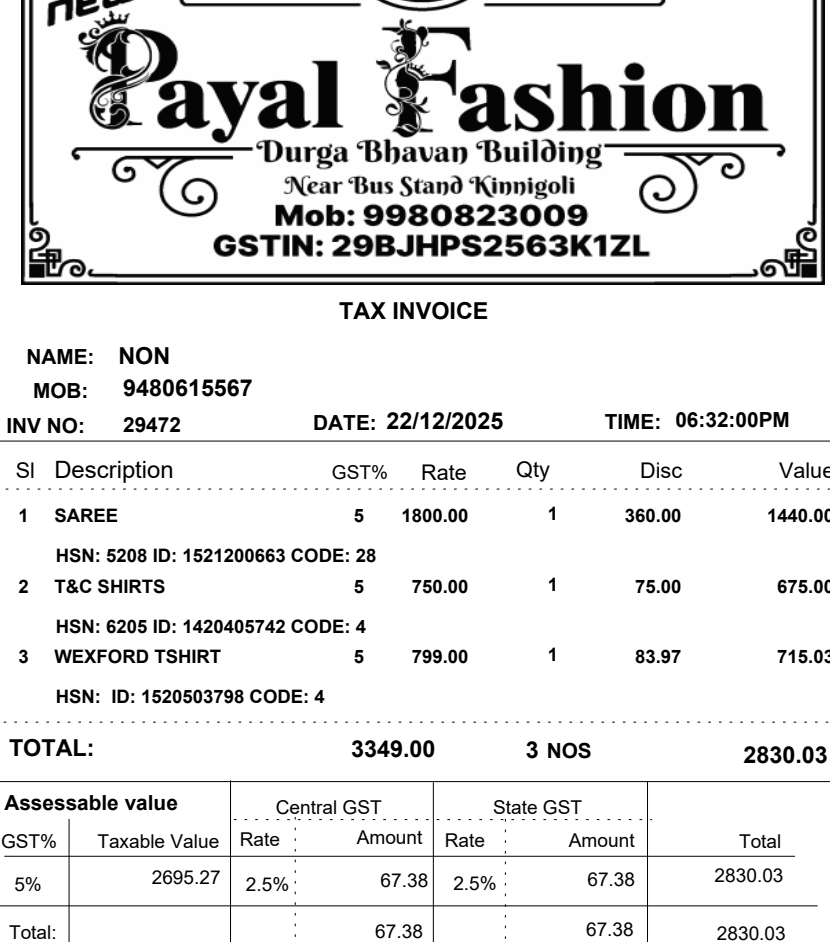 new
Payal Fashion
Durga Bhavan Building
Near Bus Stand Kinnigoli
Mob: 9980823009
GSTIN: 29BJHPS2563K1ZL
TAX INVOICE
NAME: NON
MOB: 9480615567
INV NO: 29472 DATE: 22/12/2025 TIME: 06:32:00PM
Sl Description GST% Rate Qty Disc Value
1 SAREE 5 1800.00 1 360.00 1440.00
HSN: 5208 ID: 1521200663 CODE: 28
2 T&C SHIRTS 5 750.00 1 75.00 675.00
HSN: 6205 ID: 1420405742 CODE: 4
3 WEXFORD TSHIRT 5 799.00 1 83.97 715.03
HSN: ID: 1520503798 CODE: 4
TOTAL: 3349.00 3 NOS 2830.03
Assessable value Central GST State GST
GST% Taxable Value Rate Amount Rate Amount Total
5% 2695.27 2.5% 67.38 2.5% 67.38 2830.03
Total: 67.38 67.38 2830.03